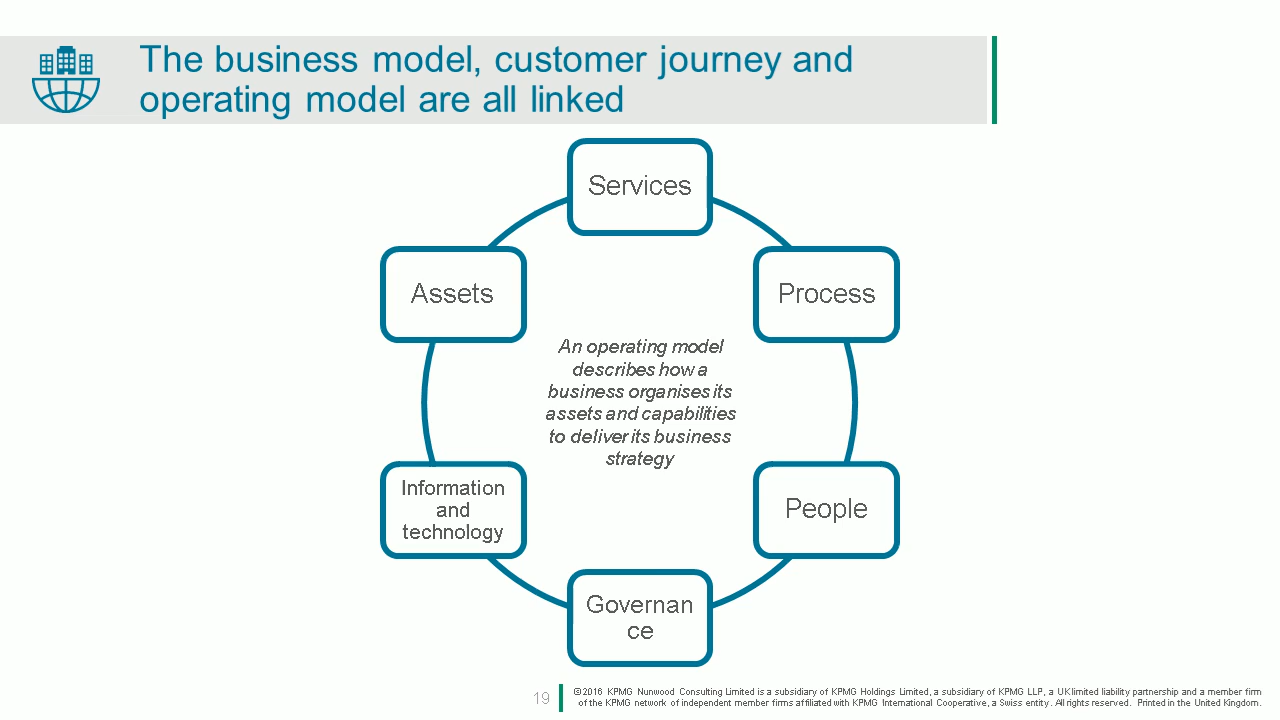 The business model, customer journey and
operating model are all linked
Services
Assets
Process
An operating model
describes how a
business organises its
assets and capabilities
to deliver its business
strategy
Information
and
technology
People
Governan
ce
19
©2016 KPMG Nunwood Consulting Limited is a subsidiary of KPMG Holdings Limited, a subsidiary of KPMG LLP, a UK limited liability partnership and a member firm
of the KPMG network of independent member firms affiliated with KPMG International Cooperative, a Swiss entity. All rights reserved. Printed in the United Kingdom.